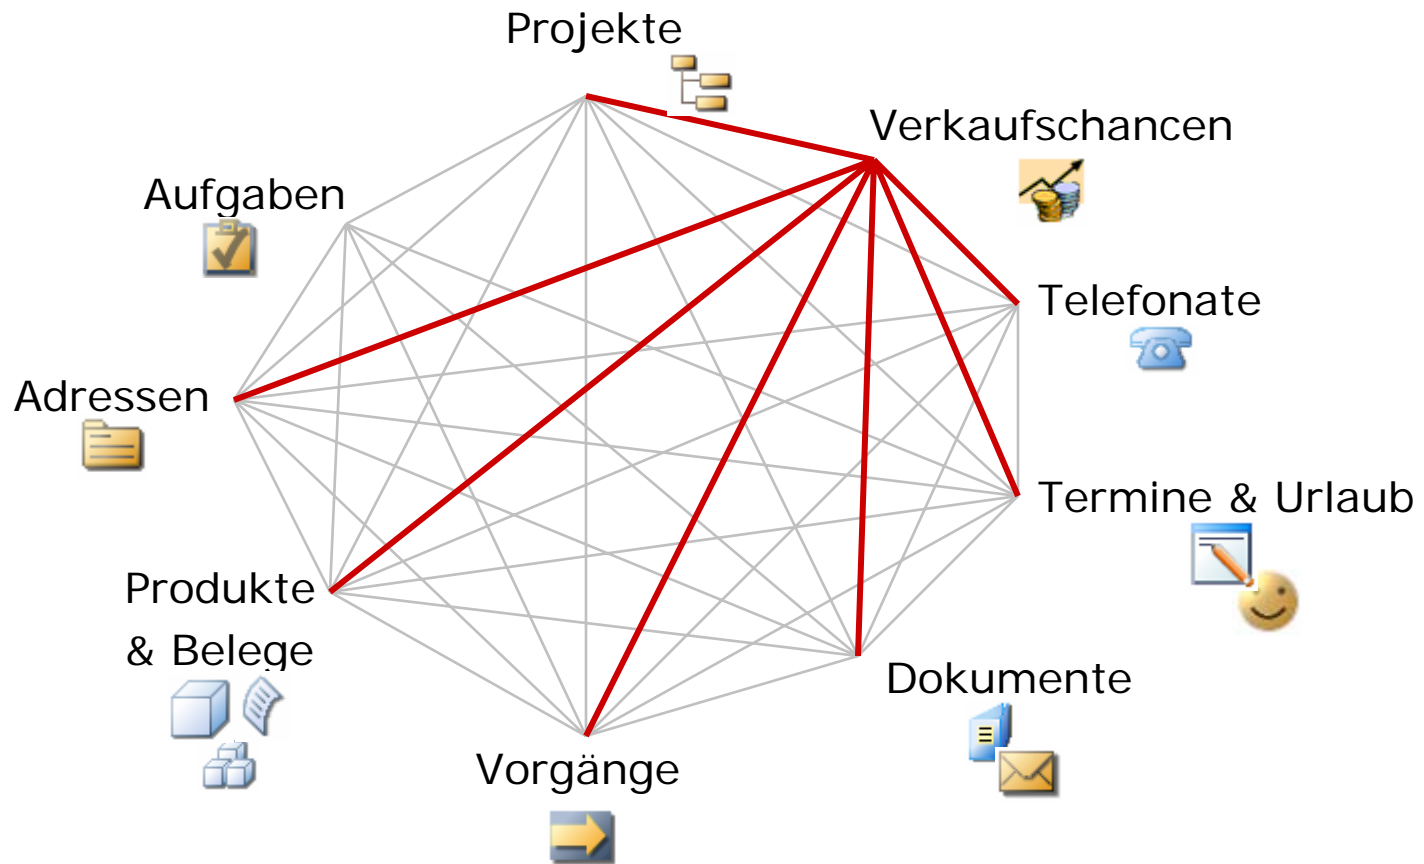 Projekte
Verkaufschancen
Aufgaben
Telefonate
Adressen
Termine & Urlaub
Produkte
& Belege
Dokumente
Vorgänge